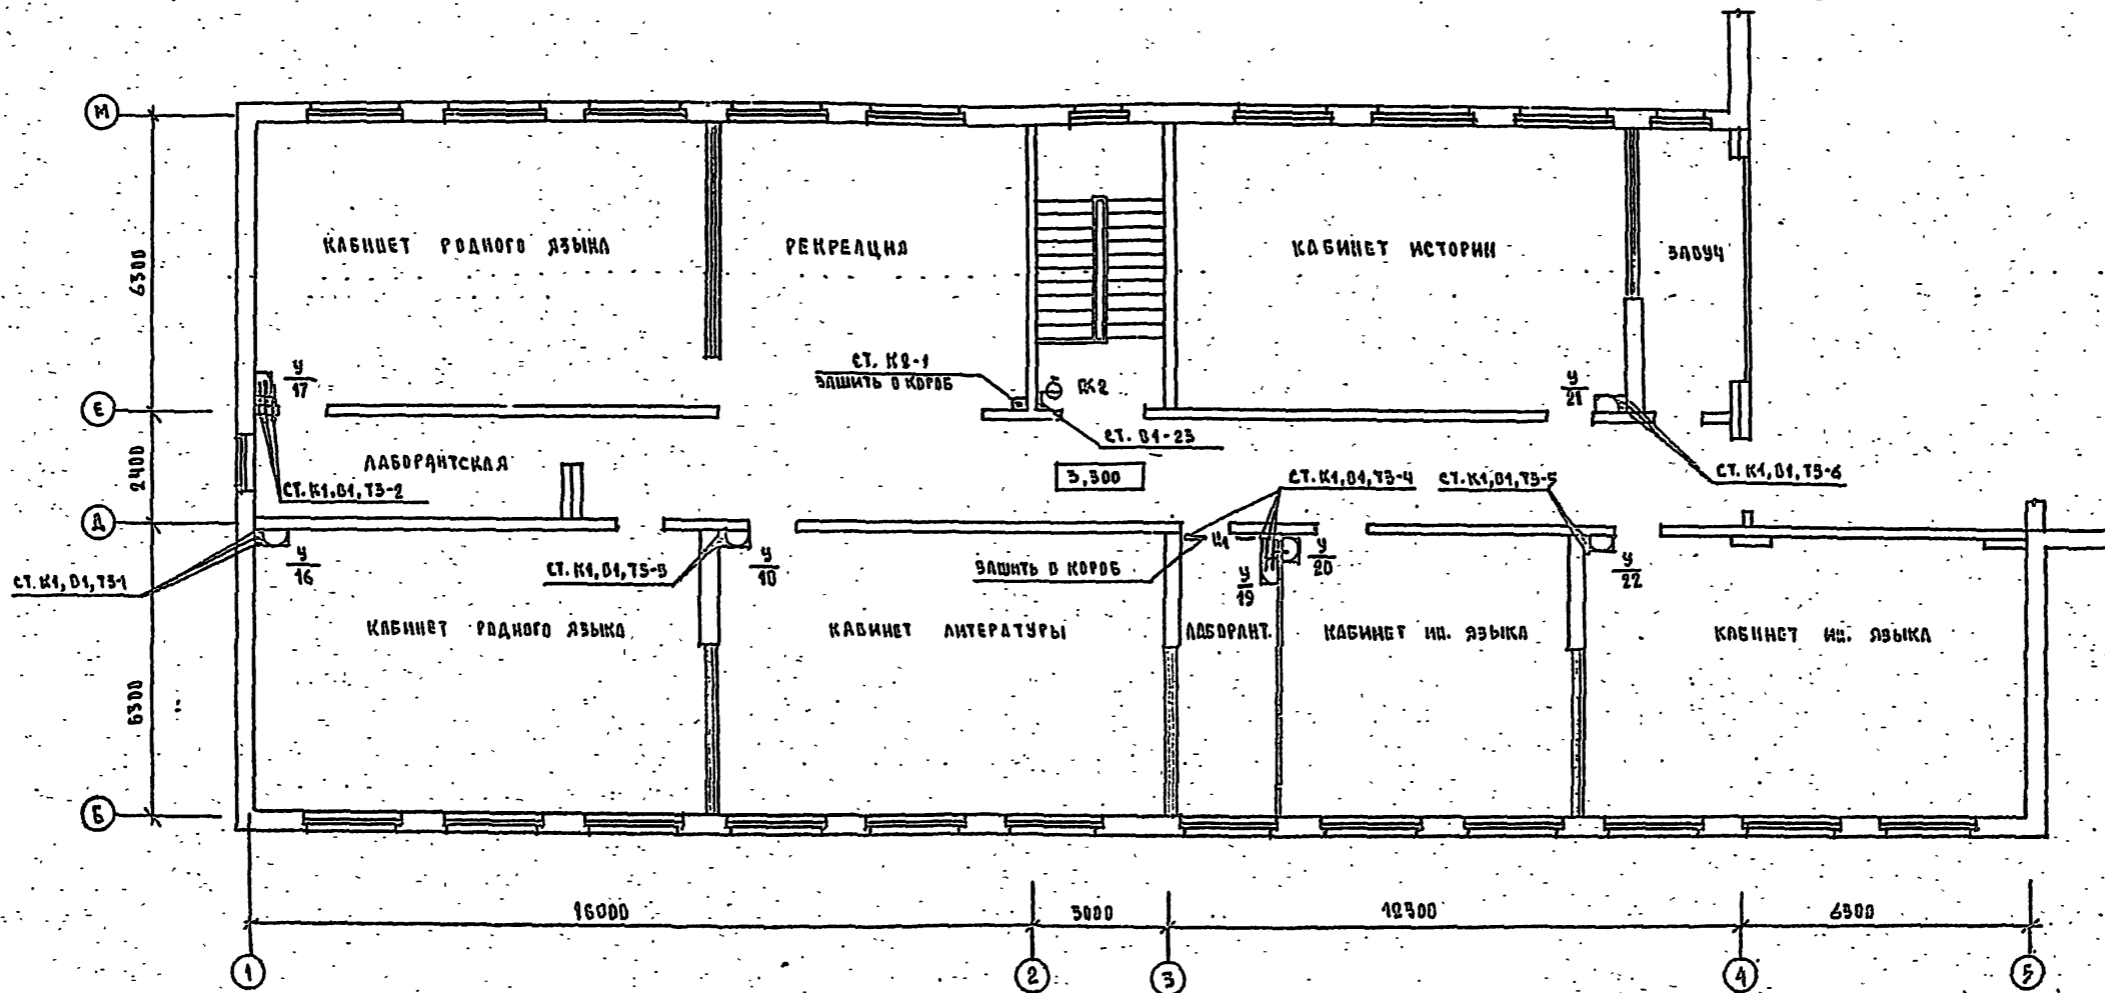 М
6300
КАБИНЕТ РОДНОГО ЯЗЫКА
РЕКРЕАЦИЯ
КАБИНЕТ ИСТОРИИ
ЗАВУЧ
СТ. К2-1
ЗАШИТЬ В КОРОБ
ПК2
У
17
У
21
Е
СТ. В1-23
2400
ЛАБОРАНТСКАЯ
СТ. К1, В1, Т3-2
3,300
СТ. К1, В1, Т3-4
СТ. К1, В1, Т3-5
СТ. К1, В1, Т3-6
Д
У
16
СТ. К1, В1, Т3-1
СТ. К1, В1, Т3-3
У
18
ЗАШИТЬ В КОРОБ
У
19
У
20
У
22
6300
КАБИНЕТ РОДНОГО ЯЗЫКА
КАБИНЕТ ЛИТЕРАТУРЫ
ЛАБОРАНТ.
КАБИНЕТ ИН. ЯЗЫКА
КАБИНЕТ ИН. ЯЗЫКА
Б
3000
6300
1
2
3
4
5